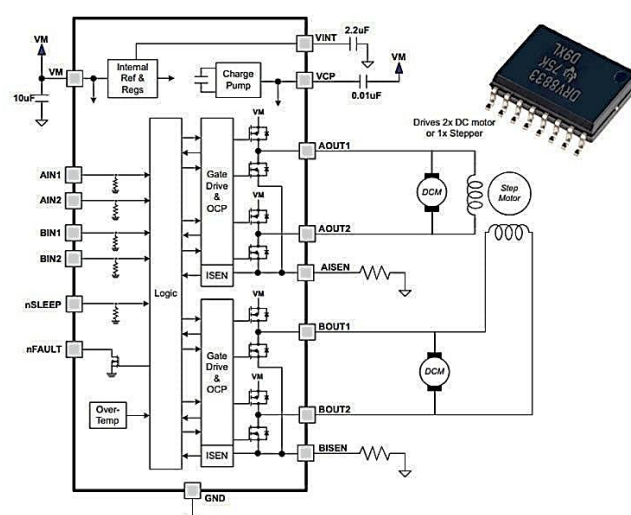 VM
VM
10uF
Internal
Ref &
Regs
Charge
Pump
VINT
2.2uF
VCP
0.01uF
VM
DRV8833
75K
D9XL
Drives 2x DC motor
or 1x Stepper
VM
AIN1
AIN2
BIN1
BIN2
nSLEEP
nFAULT
Logic
Over-
Temp
Gate
Drive
&
OCP
ISEN
VM
AOUT1
DCM
Step
Motor
AOUT2
AISEN
VM
Gate
Drive
&
OCP
ISEN
VM
BOUT1
DCM
BOUT2
BISEN
GND